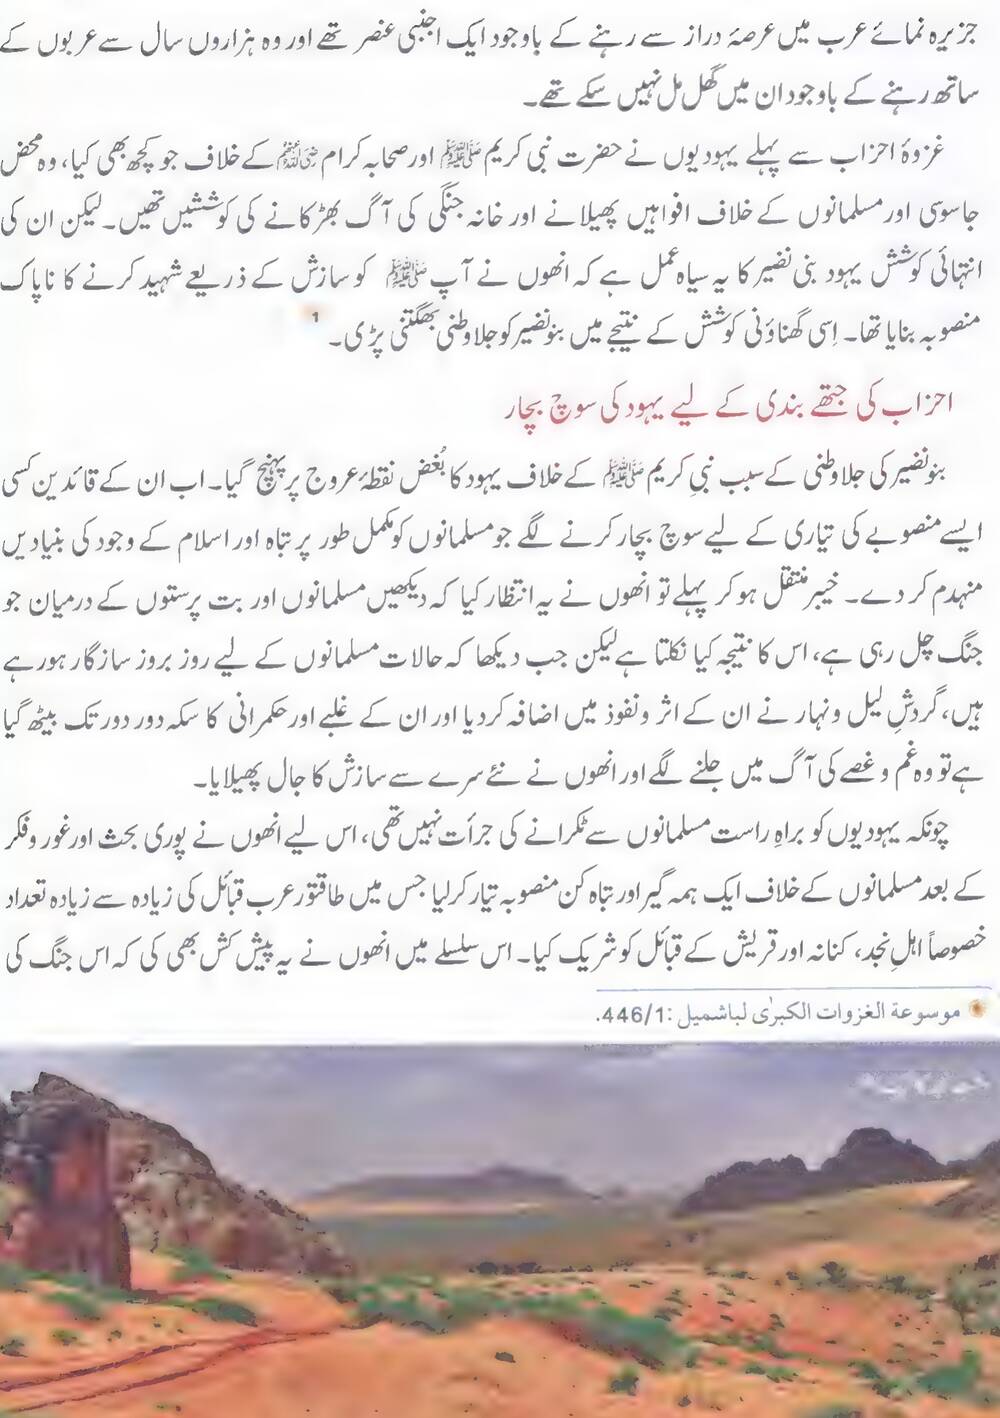 جزیرہ نمائے عرب میں عرصۂ دراز سے رہنے کے باوجود ایک اجنبی عنصر تھے اور وہ ہزاروں سال سے عربوں کے
ساتھ رہنے کے باوجود ان میں گھل مل نہیں سکے تھے۔
غزوۂ احزاب سے پہلے یہودیوں نے حضرت نبی کریم ﷺ اور صحابہ کرام رضی اللہ عنہم کے خلاف جو کچھ بھی کیا، وہ محض
جاسوسی اور مسلمانوں کے خلاف افواہیں پھیلانے اور خانہ جنگی کی آگ بھڑکانے کی کوششیں تھیں۔ لیکن ان کی
انتہائی کوشش یہود بنی نضیر کا یہ سیاہ عمل ہے کہ انھوں نے آپ ﷺ کو سازش کے ذریعے شہید کرنے کا ناپاک
منصوبہ بنایا تھا۔ اِسی گھناؤنی کوشش کے نتیجے میں بنو نضیر کو جلاوطنی بھگتنی پڑی۔ 1
احزاب کی جتھے بندی کے لیے یہود کی سوچ بچار
بنو نضیر کی جلاوطنی کے سبب نبیِ کریم ﷺ کے خلاف یہود کا بُغض نقطۂ عروج پر پہنچ گیا۔ اب ان کے قائدین کسی
ایسے منصوبے کی تیاری کے لیے سوچ بچار کرنے لگے جو مسلمانوں کو مکمل طور پر تباہ اور اسلام کے وجود کی بنیادیں
منہدم کر دے۔ خیبر منتقل ہو کر پہلے تو انھوں نے یہ انتظار کیا کہ دیکھیں مسلمانوں اور بت پرستوں کے درمیان جو
جنگ چل رہی ہے، اس کا نتیجہ کیا نکلتا ہے لیکن جب دیکھا کہ حالات مسلمانوں کے لیے روز بروز سازگار ہو رہے
ہیں، گردشِ لیل و نہار نے ان کے اثر و نفوذ میں اضافہ کر دیا اور ان کے غلبے اور حکمرانی کا سکہ دور دور تک بیٹھ گیا
ہے تو وہ غم و غصے کی آگ میں جلنے لگے اور انھوں نے نئے سرے سے سازش کا جال پھیلایا۔
چونکہ یہودیوں کو براہِ راست مسلمانوں سے ٹکرانے کی جرأت نہیں تھی، اس لیے انھوں نے پوری بحث اور غور و فکر
کے بعد مسلمانوں کے خلاف ایک ہمہ گیر اور تباہ کن منصوبہ تیار کر لیا جس میں طاقتور عرب قبائل کی زیادہ سے زیادہ تعداد
خصوصاً اہلِ نجد، کنانہ اور قریش کے قبائل کو شریک کیا۔ اس سلسلے میں انھوں نے یہ پیش کش بھی کی کہ اس جنگ کی
موسوعة الغزوات الكبرٰى لباشميل :446/1.